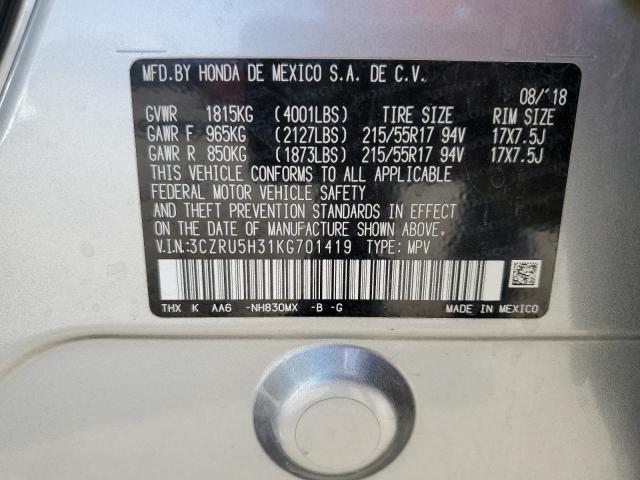 MFD.BY HONDA DE MEXICO S.A. DE C.V.
08/'18
GVWR 1815KG (4001LBS) TIRE SIZE RIM SIZE
GAWR F 965KG (2127LBS) 215/55R17 94V 17X7.5J
GAWR R 850KG (1873LBS) 215/55R17 94V 17X7.5J
THIS VEHICLE CONFORMS TO ALL APPLICABLE
FEDERAL MOTOR VEHICLE SAFETY
AND THEFT PREVENTION STANDARDS IN EFFECT
ON THE DATE OF MANUFACTURE SHOWN ABOVE.
V.I.N:3CZRU5H31KG701419 TYPE: MPV
THX K AA6 -NH830MX -B -G
MADE IN MEXICO